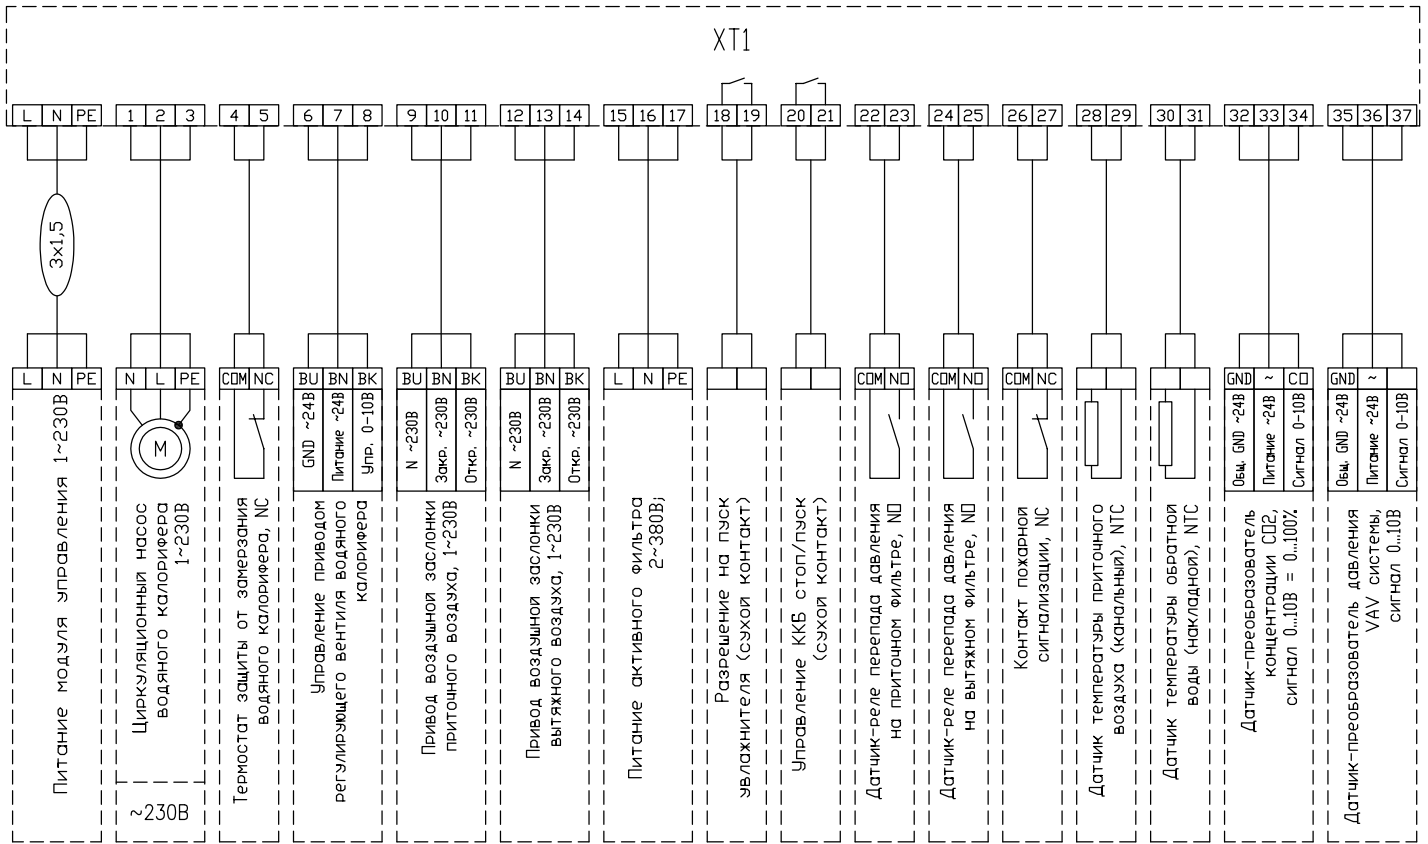 XT1
L N PE 1 2 3 4 5 6 7 8 9 10 11 12 13 14 15 16 17 18 19 20 21 22 23 24 25 26 27 28 29 30 31 32 33 34 35 36 37
3x1,5
L N PE N L PE COM NC BU BN BK BU BN BK BU BN BK L N PE COM NO COM NO COM NC GND ~ CO GND ~
Питание модуля управления 1~230В
M
Циркуляционный насос
водяного калорифера
1~230В
~230В
Термостат защиты от замерзания
водяного калорифера, NC
GND ~24В
Питание ~24В
Упр. 0-10В
Управление приводом
регулирующего вентиля водяного
калорифера
N ~230В
Закр. ~230В
Откр. ~230В
Привод воздушной заслонки
приточного воздуха, 1~230В
N ~230В
Закр. ~230В
Откр. ~230В
Привод воздушной заслонки
вытяжного воздуха, 1~230В
Питание активного фильтра
2~380В;
Разрешение на пуск
увлажнителя (сухой контакт)
Управление ККБ стоп/пуск
(сухой контакт)
Датчик-реле перепада давления
на приточном фильтре, NO
Датчик-реле перепада давления
на вытяжном фильтре, NO
Контакт пожарной
сигнализации, NC
Датчик температуры приточного
воздуха (канальный), NTC
Датчик температуры обратной
воды (накладной), NTC
Общ. GND ~24В
Питание ~24В
Сигнал 0-10В
Датчик-преобразователь
концентрации CO2,
сигнал 0...10В = 0...100%
Общ. GND ~24В
Питание ~24В
Сигнал 0-10В
Датчик-преобразователь давления
VAV системы,
сигнал 0...10В